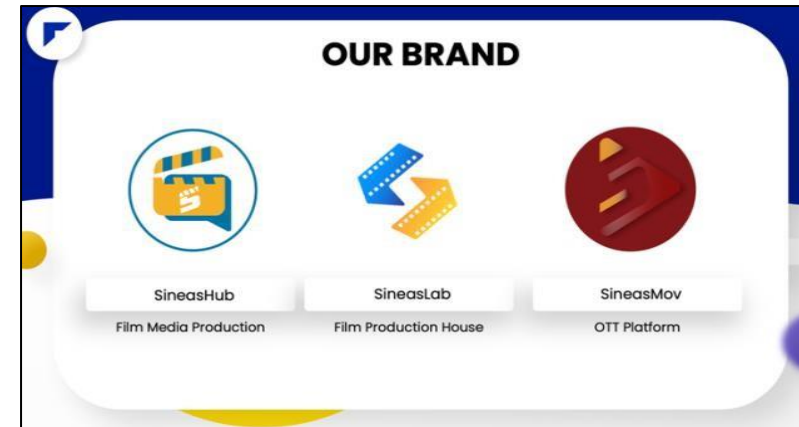 OUR BRAND
SineasHub
SineasLab
SineasMov
Film Media Production
Film Production House
OTT Platform